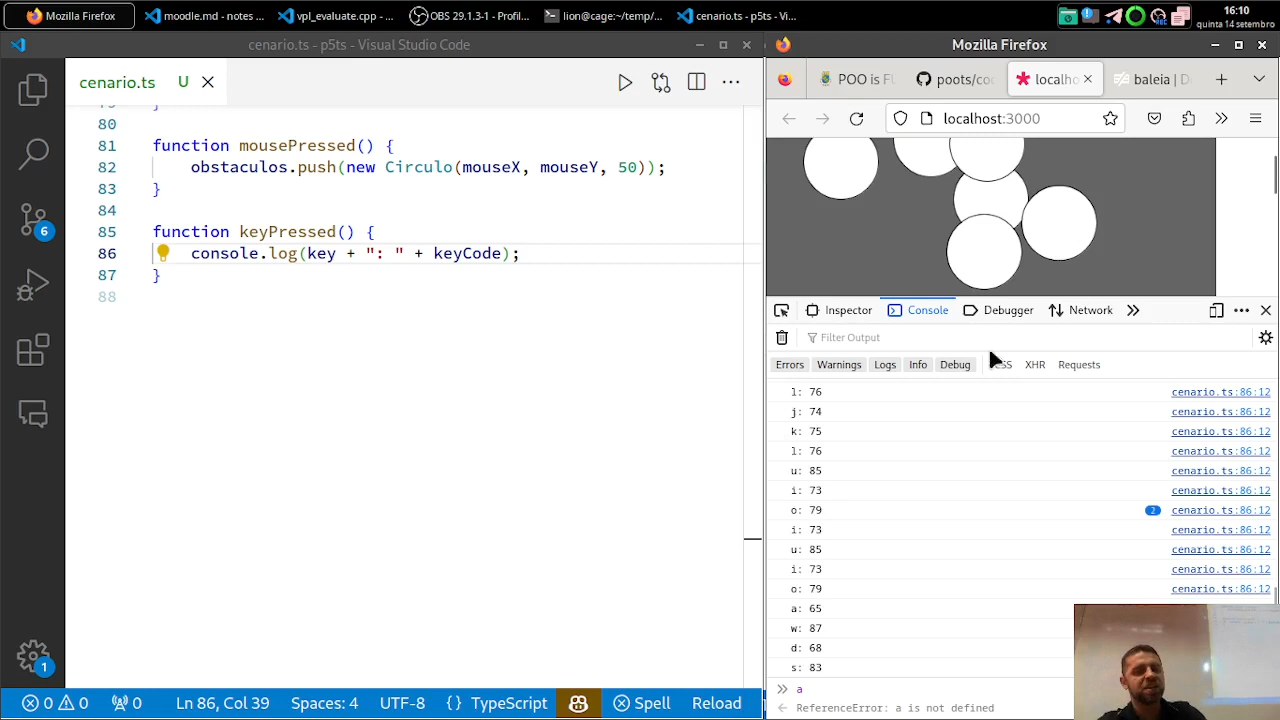 Mozilla Firefox
moodle.md - notes ...
vpl_evaluate.cpp - ...
OBS 29.1.3-1 - Profil...
lion@cage:~/temp/...
cenario.ts - p5ts - Vi...
16:10
quinta 14 setembro
cenario.ts - p5ts - Visual Studio Code
Mozilla Firefox
cenario.ts U
POO is FU
poots/coo
localho
baleia | D
localhost:3000
80
81 function mousePressed() {
82 obstaculos.push(new Circulo(mouseX, mouseY, 50));
83 }
84
85 function keyPressed() {
86 console.log(key + ": " + keyCode);
87 }
88
6
1
Inspector Console Debugger Network
Filter Output
Errors Warnings Logs Info Debug CSS XHR Requests
l: 76 cenario.ts:86:12
j: 74 cenario.ts:86:12
k: 75 cenario.ts:86:12
l: 76 cenario.ts:86:12
u: 85 cenario.ts:86:12
i: 73 cenario.ts:86:12
o: 79 2 cenario.ts:86:12
i: 73 cenario.ts:86:12
u: 85 cenario.ts:86:12
i: 73 cenario.ts:86:12
o: 79 cenario.ts:86:12
a: 65
w: 87
d: 68
s: 83
a
ReferenceError: a is not defined
0 0 0 Ln 86, Col 39 Spaces: 4 UTF-8 {} TypeScript Spell Reload